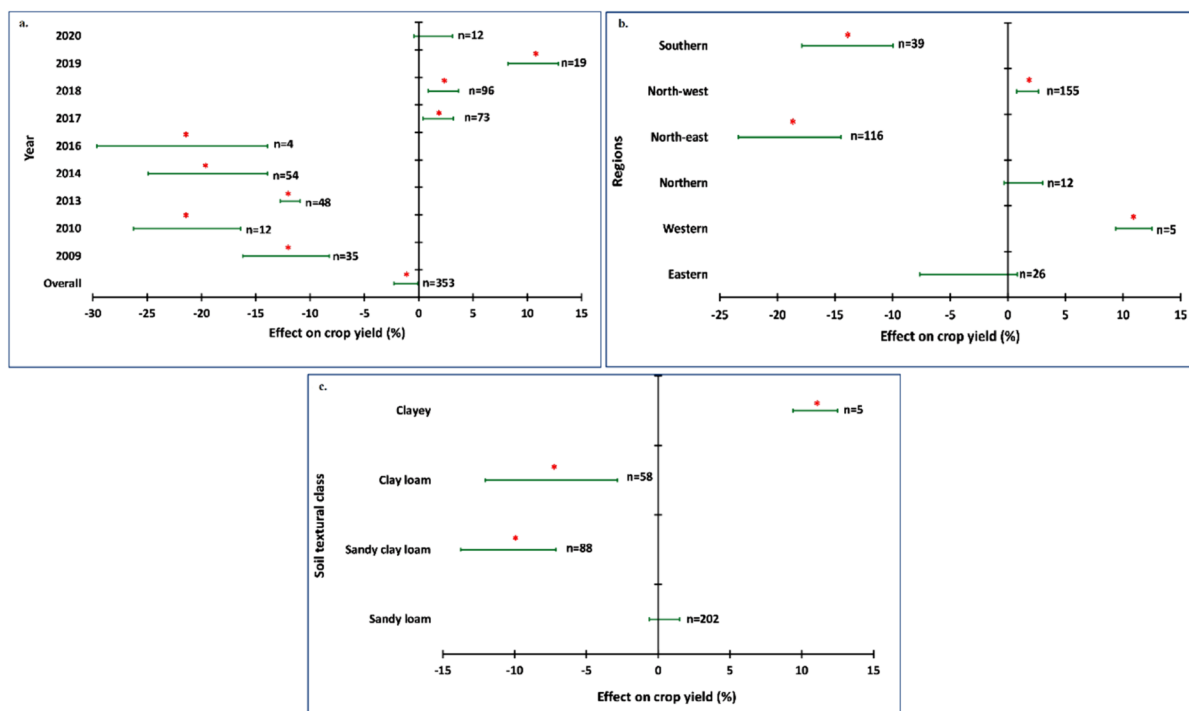 a.
2020
n=12
*
2019
n=19
*
2018
n=96
*
2017
n=73
*
2016
n=4
*
2014
n=54
*
2013
n=48
*
2010
n=12
*
2009
n=35
*
Overall
n=353
Year
-30 -25 -20 -15 -10 -5 0 5 10 15
Effect on crop yield (%)
b.
*
Southern
n=39
*
North-west
n=155
*
North-east
n=116
Northern
n=12
*
Western
n=5
Eastern
n=26
Regions
-25 -20 -15 -10 -5 0 5 10 15
Effect on crop yield (%)
c.
*
Clayey
n=5
*
Clay loam
n=58
*
Sandy clay loam
n=88
Sandy loam
n=202
Soil textural class
-15 -10 -5 0 5 10 15
Effect on crop yield (%)